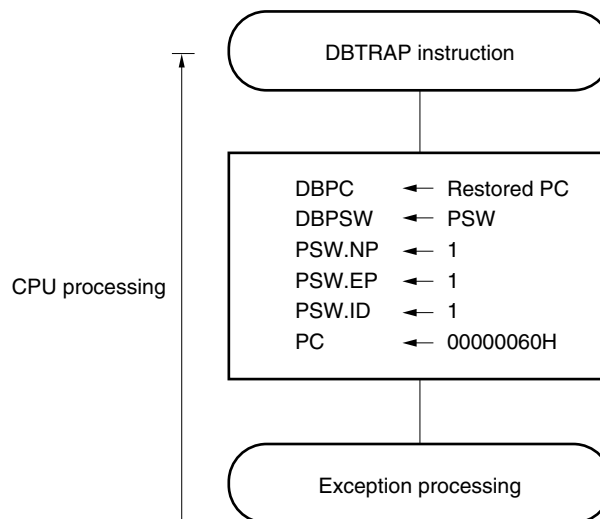 DBTRAP instruction
DBPC ← Restored PC
DBPSW ← PSW
PSW.NP ← 1
PSW.EP ← 1
PSW.ID ← 1
PC ← 00000060H
CPU processing
Exception processing